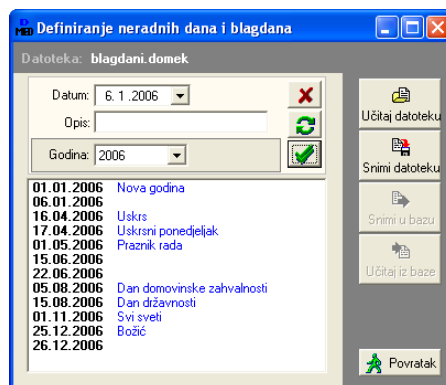 D
MED Definiranje neradnih dana i blagdana
Datoteka: blagdani.domek
Datum: 6. 1 .2006
Opis:
Godina: 2006
Učitaj datoteku
Snimi datoteku
Snimi u bazu
Učitaj iz baze
01.01.2006 Nova godina
06.01.2006
16.04.2006 Uskrs
17.04.2006 Uskrsni ponedjeljak
01.05.2006 Praznik rada
15.06.2006
22.06.2006
05.08.2006 Dan domovinske zahvalnosti
15.08.2006 Dan državnosti
01.11.2006 Svi sveti
25.12.2006 Božić
26.12.2006
Povratak